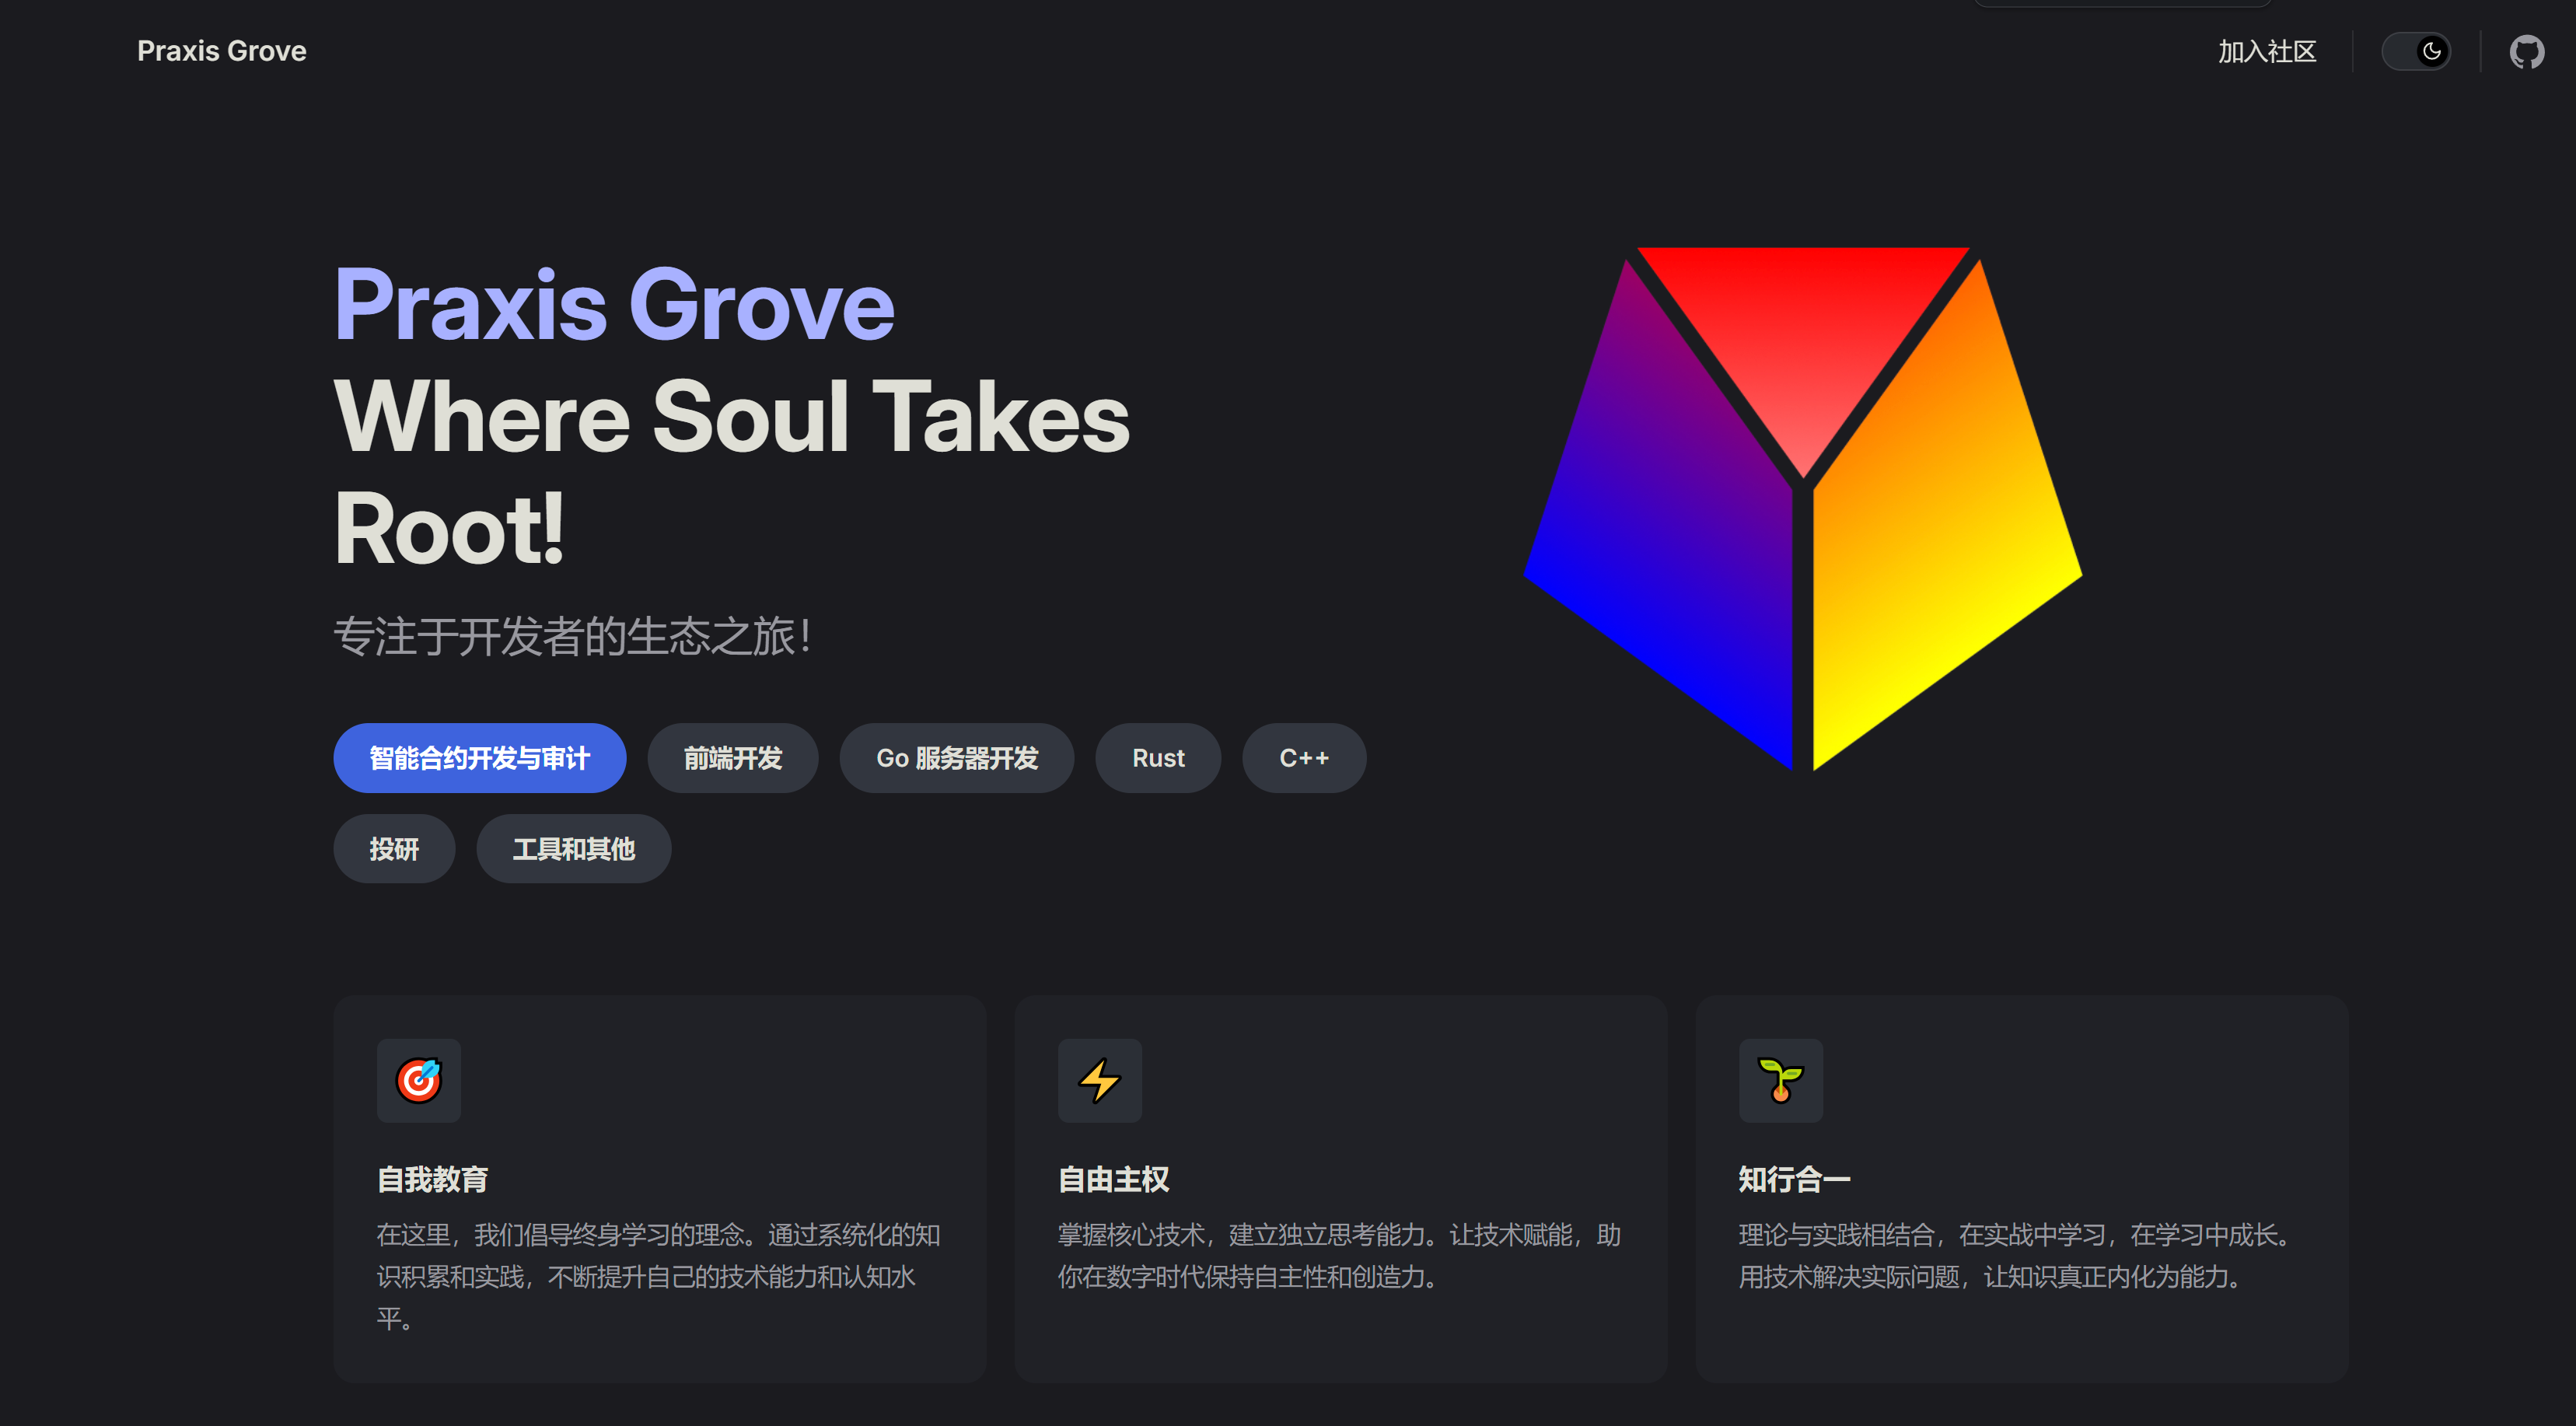 Praxis Grove
加入社区
Praxis Grove
Where Soul Takes
Root!
专注于开发者的生态之旅！
智能合约开发与审计
前端开发
Go 服务器开发
Rust
C++
投研
工具和其他
自我教育
在这里，我们倡导终身学习的理念。通过系统化的知
识积累和实践，不断提升自己的技术能力和认知水
平。
自由主权
掌握核心技术，建立独立思考能力。让技术赋能，助
你在数字时代保持自主性和创造力。
知行合一
理论与实践相结合，在实战中学习，在学习中成长。
用技术解决实际问题，让知识真正内化为能力。